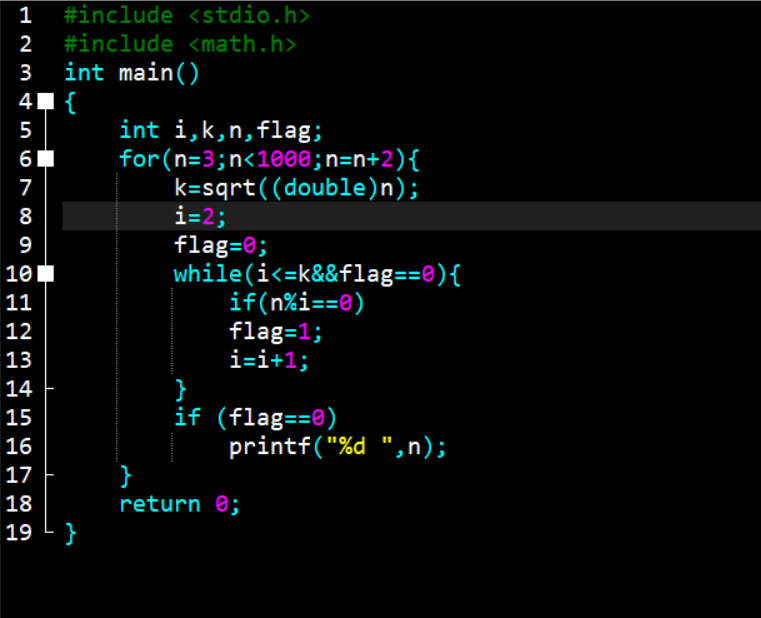 1 #include <stdio.h>
2 #include <math.h>
3 int main()
4 {
5 int i,k,n,flag;
6 for(n=3;n<1000;n=n+2){
7 k=sqrt((double)n);
8 i=2;
9 flag=0;
10 while(i<=k&&flag==0){
11 if(n%i==0)
12 flag=1;
13 i=i+1;
14 }
15 if (flag==0)
16 printf("%d ",n);
17 }
18 return 0;
19 }